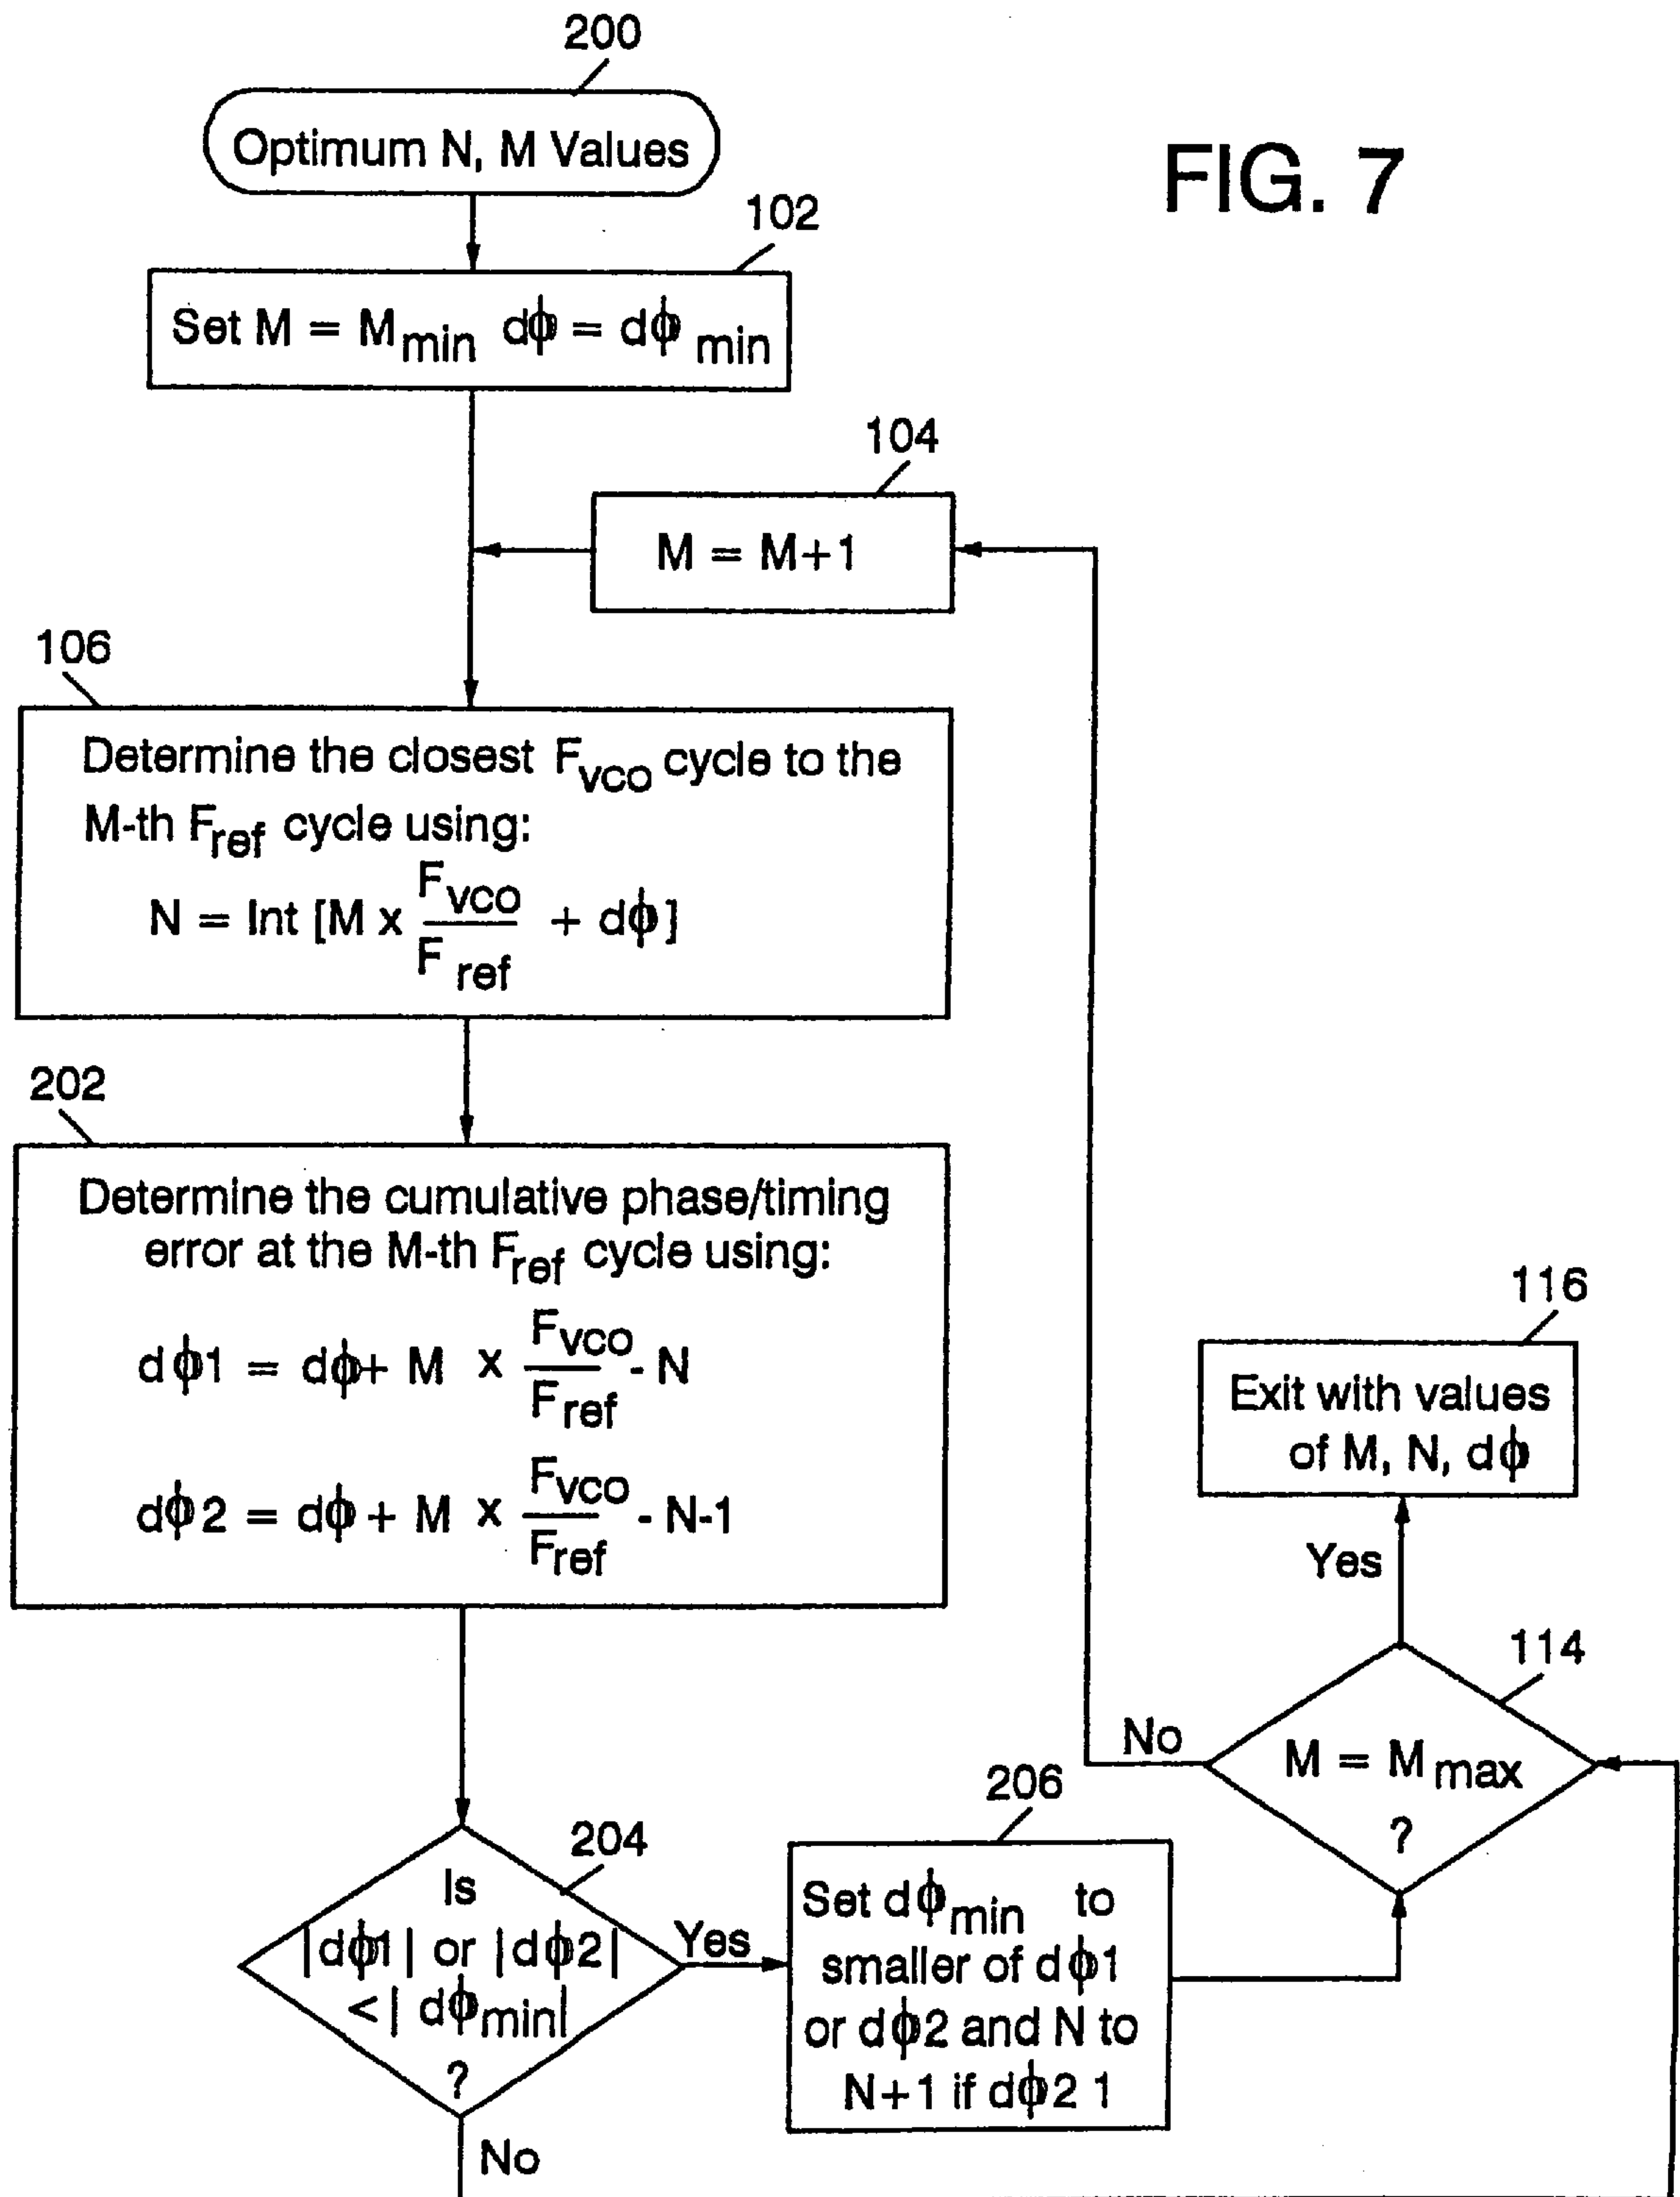 200
Optimum N, M Values
FIG. 7
102
Set M = M min dϕ = dϕ min
104
M = M+1
106
Determine the closest Fvco cycle to the
M-th Fref cycle using:
N = Int [M x Fvco / F ref + dϕ]
202
Determine the cumulative phase/timing
error at the M-th Fref cycle using:
dϕ1 = dϕ+ M x Fvco / Fref - N
dϕ2 = dϕ + M x Fvco / Fref - N-1
116
Exit with values
of M, N, dϕ
Yes
114
No
M = M max
?
204
Is
|dϕ1| or |dϕ2|
<| dϕmin|
?
Yes
No
206
Set dϕmin to
smaller of dϕ1
or dϕ2 and N to
N+1 if dϕ2 1